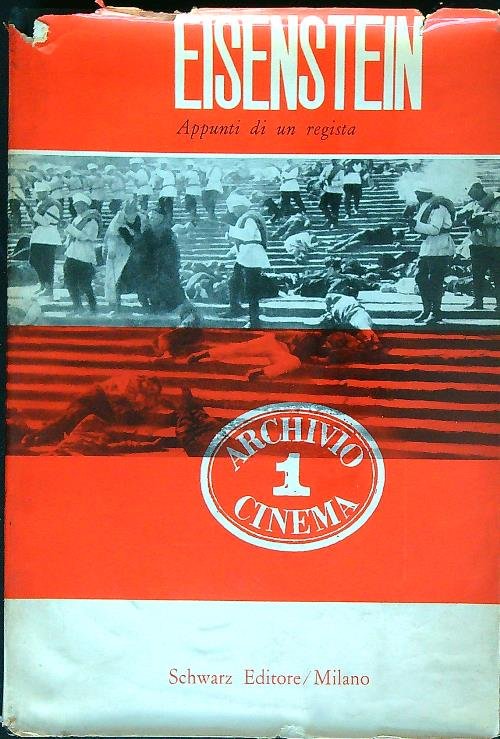 EISENSTEIN
Appunti di un regista
ARCHIVIO
1
CINEMA
Schwarz Editore/Milano